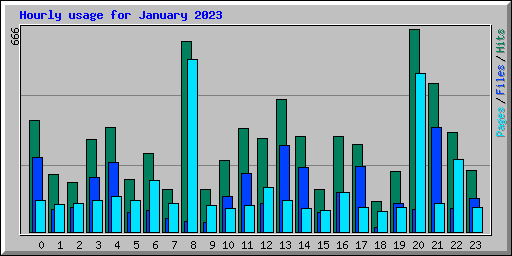 Hourly usage for January 2023
666
Pages / Files / Hits
0 1 2 3 4 5 6 7 8 9 10 11 12 13 14 15 16 17 18 19 20 21 22 23